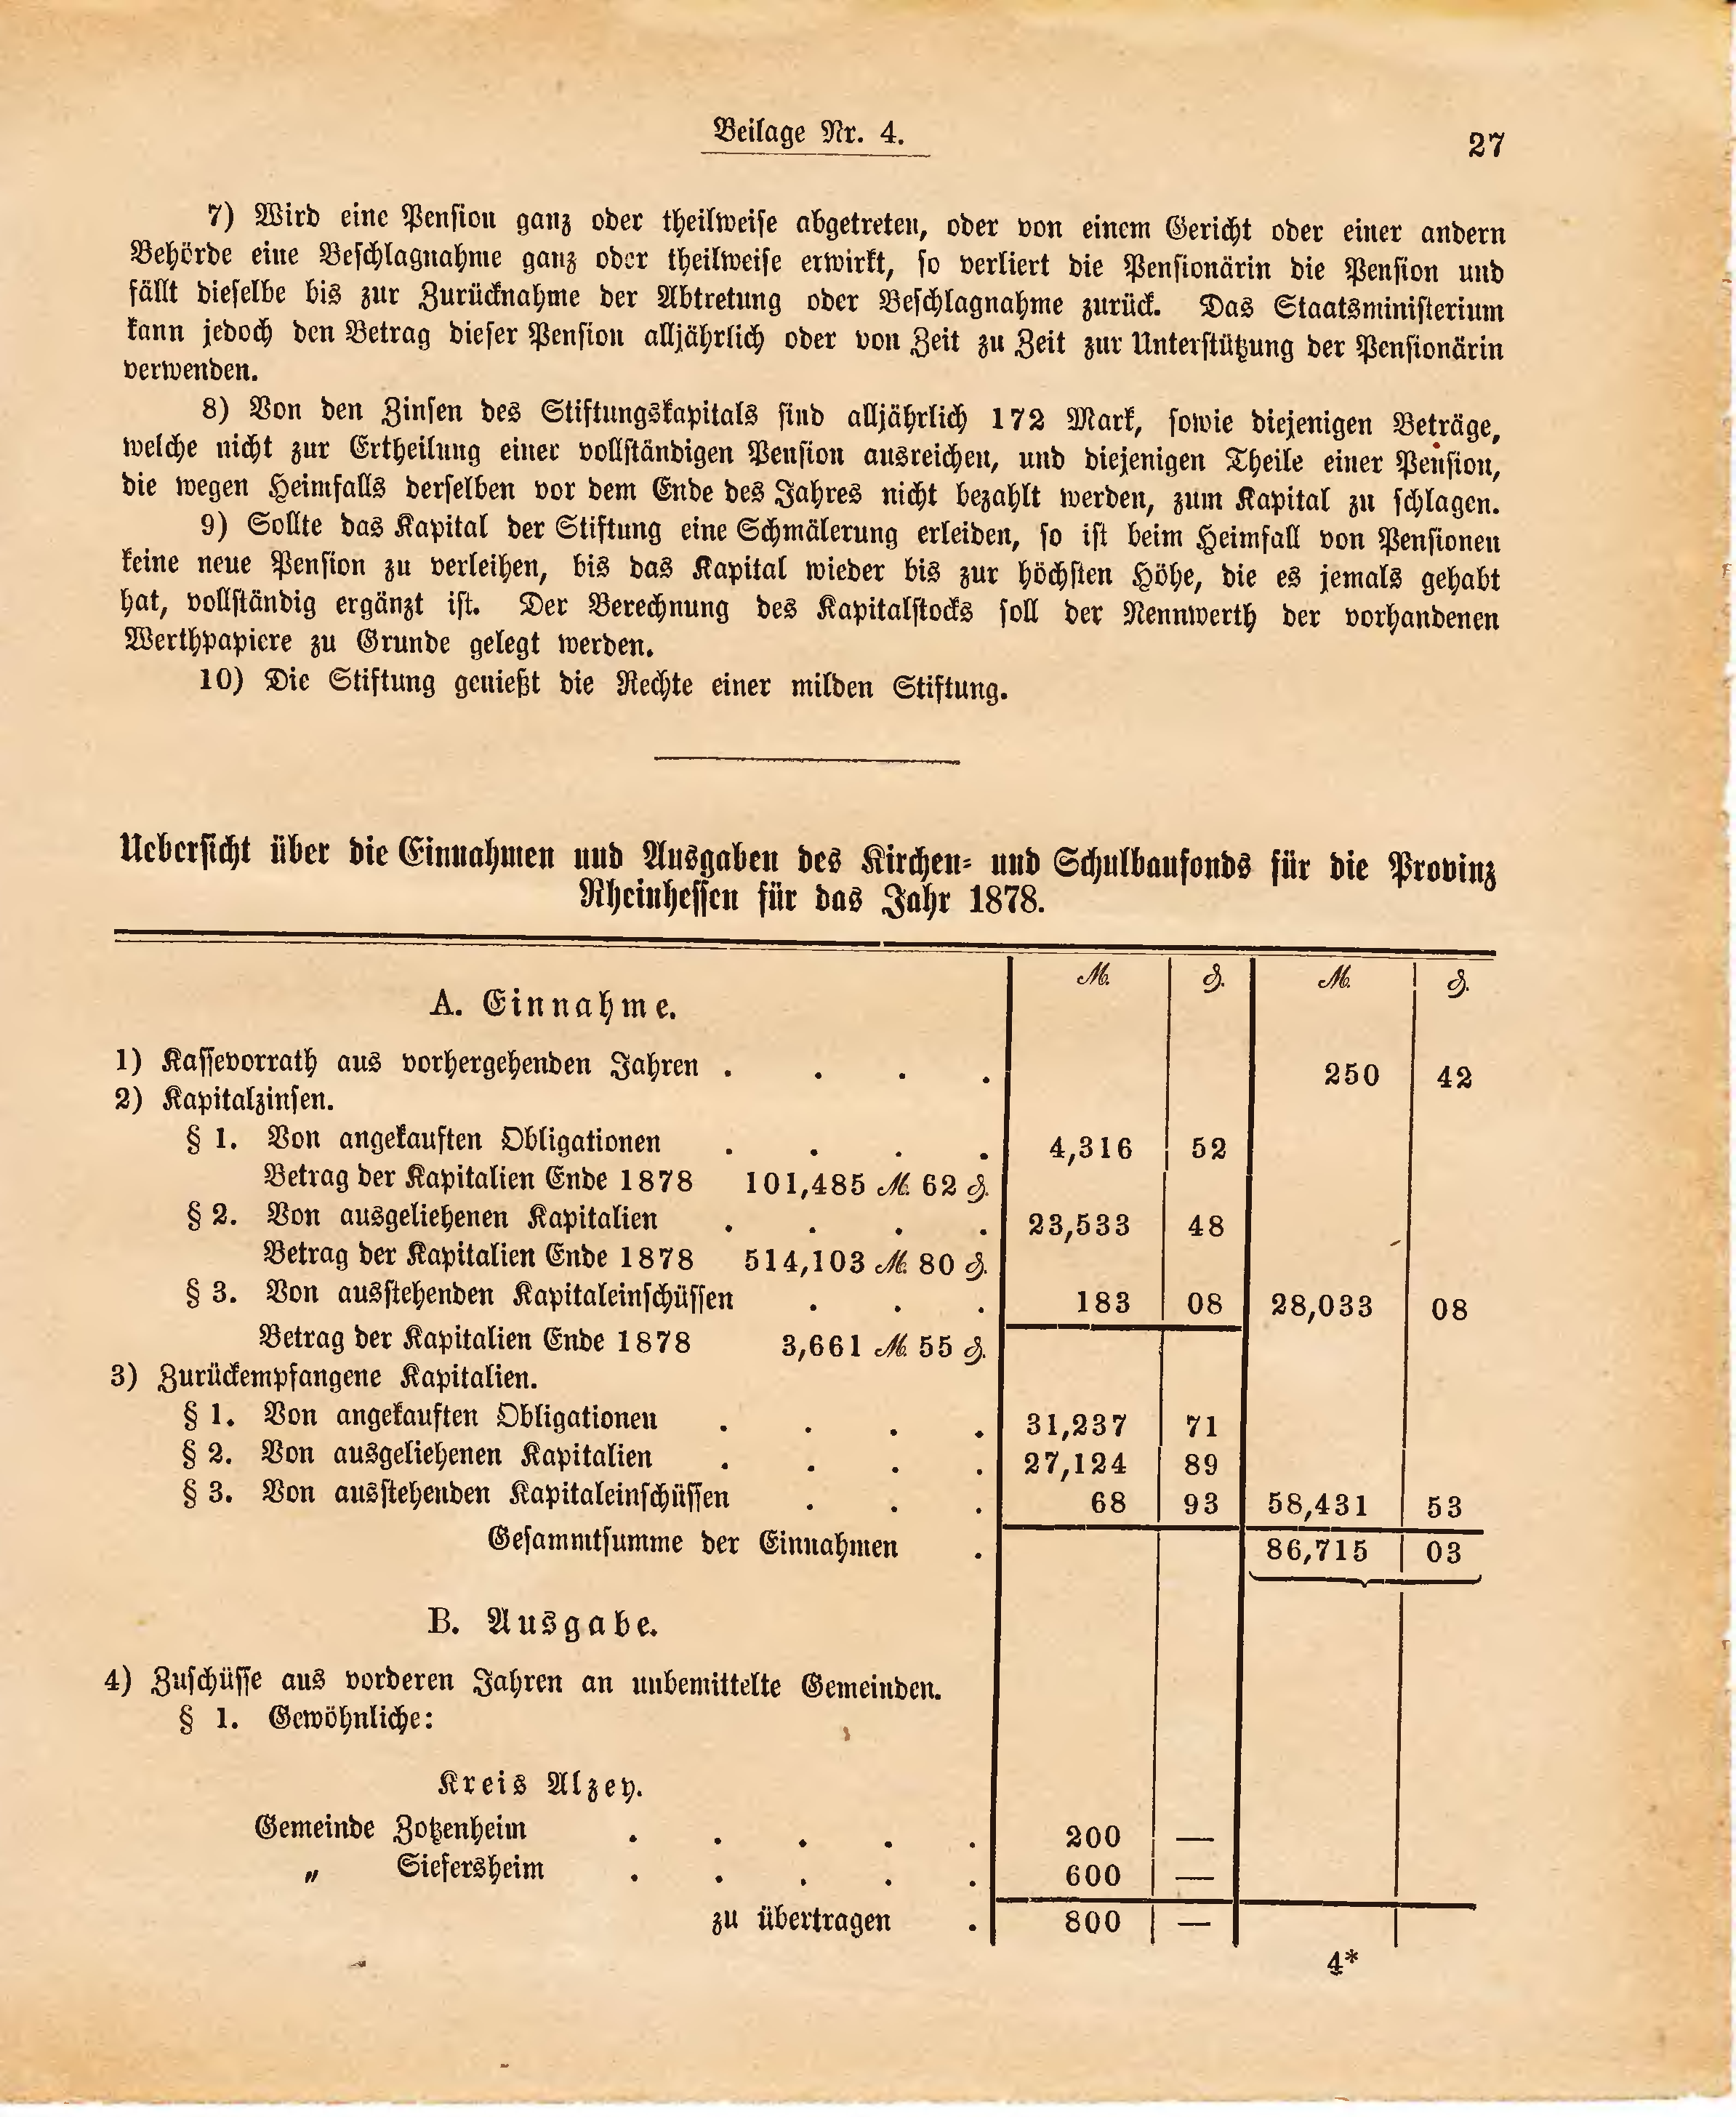 Beilage Nr. 4.
27
7) Wird eine Pension ganz oder theilweise abgetreten, oder von einem Gericht oder einer andern
Behörde eine Beschlagnahme ganz oder theilweise erwirkt, so verliert die Pensionärin die Pension und
fällt dieselbe bis zur Zurücknahme der Abtretung oder Beschlagnahme zurück. Das Staatsministerium
kann jedoch den Betrag dieser Pension alljährlich oder von Zeit zu Zeit zur Unterstützung der Pensionärin
verwenden.
8) Von den Zinsen des Stiftungskapitals sind alljährlich 172 Mark, sowie diejenigen Beträge,
welche nicht zur Ertheilung einer vollständigen Pension ausreichen, und diejenigen Theile einer Pension,
die wegen Heimfalls derselben vor dem Ende des Jahres nicht bezahlt werden, zum Kapital zu schlagen.
9) Sollte das Kapital der Stiftung eine Schmälerung erleiden, so ist beim Heimfall von Pensionen
keine neue Pension zu verleihen, bis das Kapital wieder bis zur höchsten Höhe, die es jemals gehabt
hat, vollständig ergänzt ist. Der Berechnung des Kapitalstocks soll der Nennwerth der vorhandenen
Werthpapiere zu Grunde gelegt werden.
10) Die Stiftung genießt die Rechte einer milden Stiftung.
Uebersicht über die Einnahmen und Ausgaben des Kirchen- und Schulbaufonds für die Provinz
Rheinhessen für das Jahr 1878.
ℳ. ₰. ℳ. ₰.
A. Einnahme.
1) Kassevorrath aus vorhergehenden Jahren . . . . 250 42
2) Kapitalzinsen.
§ 1. Von angekauften Obligationen . . . . 4,316 52
Betrag der Kapitalien Ende 1878 101,485 ℳ. 62 ₰.
§ 2. Von ausgeliehenen Kapitalien . . . . 23,533 48
Betrag der Kapitalien Ende 1878 514,103 ℳ. 80 ₰.
§ 3. Von ausstehenden Kapitaleinschüssen . . . 183 08 28,033 08
Betrag der Kapitalien Ende 1878 3,661 ℳ. 55 ₰.
3) Zurückempfangene Kapitalien.
§ 1. Von angekauften Obligationen . . . . 31,237 71
§ 2. Von ausgeliehenen Kapitalien . . . . 27,124 89
§ 3. Von ausstehenden Kapitaleinschüssen . . . 68 93 58,431 53
Gesammtsumme der Einnahmen . 86,715 03
B. Ausgabe.
4) Zuschüsse aus vorderen Jahren an unbemittelte Gemeinden.
§ 1. Gewöhnliche:
Kreis Alzey.
Gemeinde Zotzenheim . . . . . 200 —
„ Siefersheim . . . . . 600 —
zu übertragen . 800 —
4*